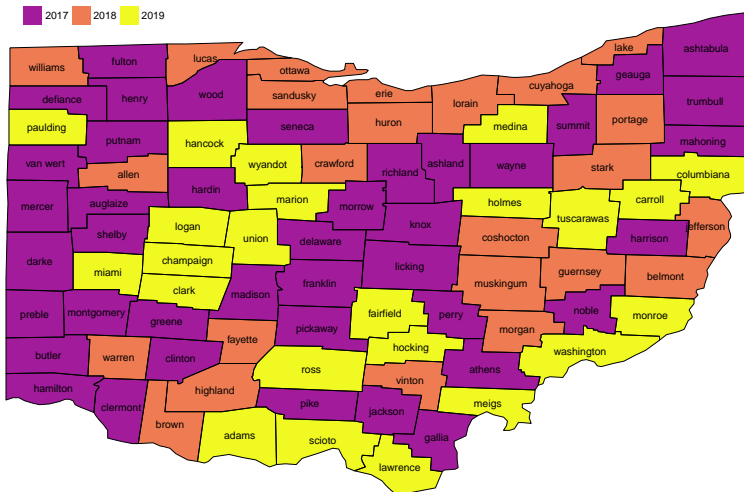 2017 2018 2019
lake
ashtabula
lucas
fulton
williams
ottawa
geauga
cuyahoga
sandusky
erie
wood
defiance
henry
lorain
trumbull
portage
huron
summit
seneca
medina
paulding
putnam
mahoning
hancock
van wert
wyandot
crawford
ashland
wayne
stark
richland
allen
columbiana
hardin
marion
holmes
carroll
mercer
auglaize
morrow
tuscarawas
logan
knox
jefferson
shelby
union
delaware
coshocton
harrison
champaign
darke
miami
licking
guernsey
belmont
clark
madison
franklin
muskingum
preble
montgomery
fairfield
perry
noble
monroe
greene
pickaway
morgan
fayette
hocking
washington
butler
warren
clinton
ross
athens
vinton
hamilton
highland
clermont
pike
meigs
jackson
brown
adams
scioto
gallia
lawrence